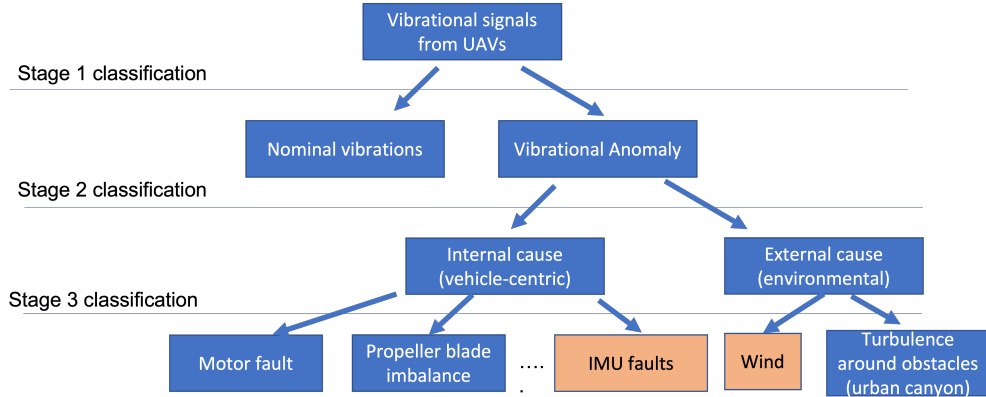 Vibrational signals
from UAVs
Stage 1 classification
Nominal vibrations
Vibrational Anomaly
Stage 2 classification
Internal cause
(vehicle-centric)
External cause
(environmental)
Stage 3 classification
Motor fault
Propeller blade
imbalance
….
.
IMU faults
Wind
Turbulence
around obstacles
(urban canyon)